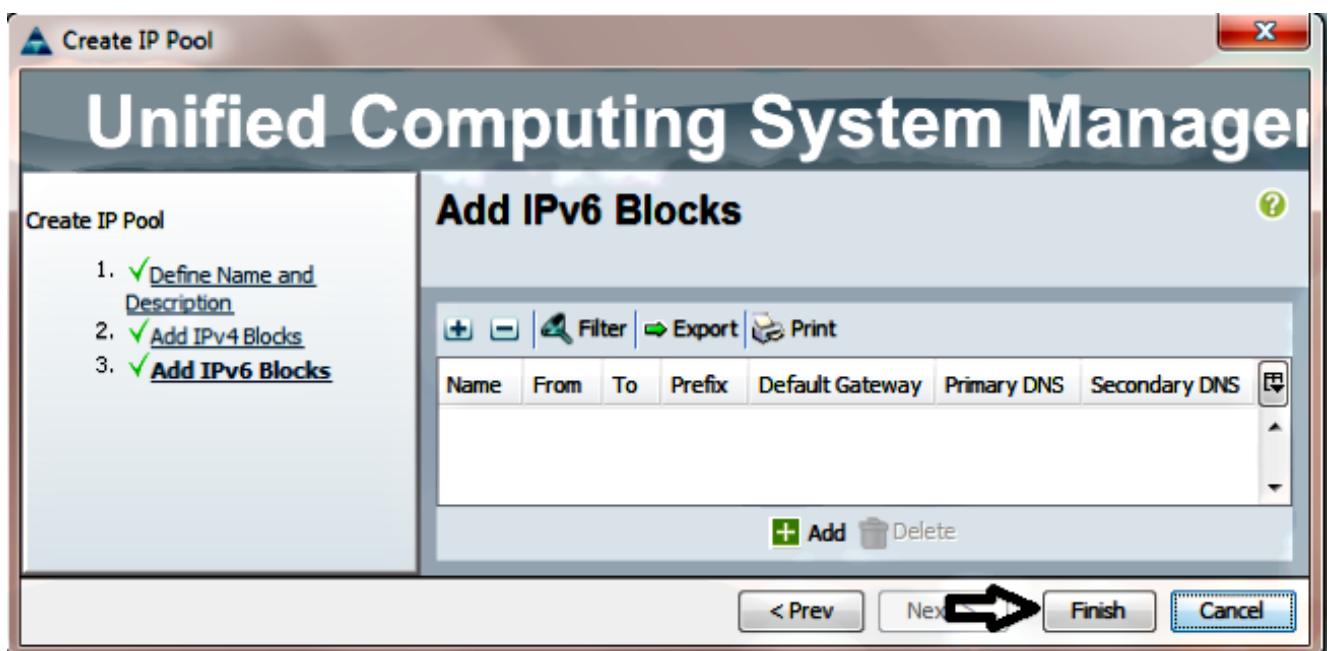 Create IP Pool
Unified Computing System Manager
Create IP Pool
1. Define Name and
Description
2. Add IPv4 Blocks
3. Add IPv6 Blocks
Add IPv6 Blocks
Filter Export Print
Name From To Prefix Default Gateway Primary DNS Secondary DNS
Add Delete
< Prev Finish Cancel